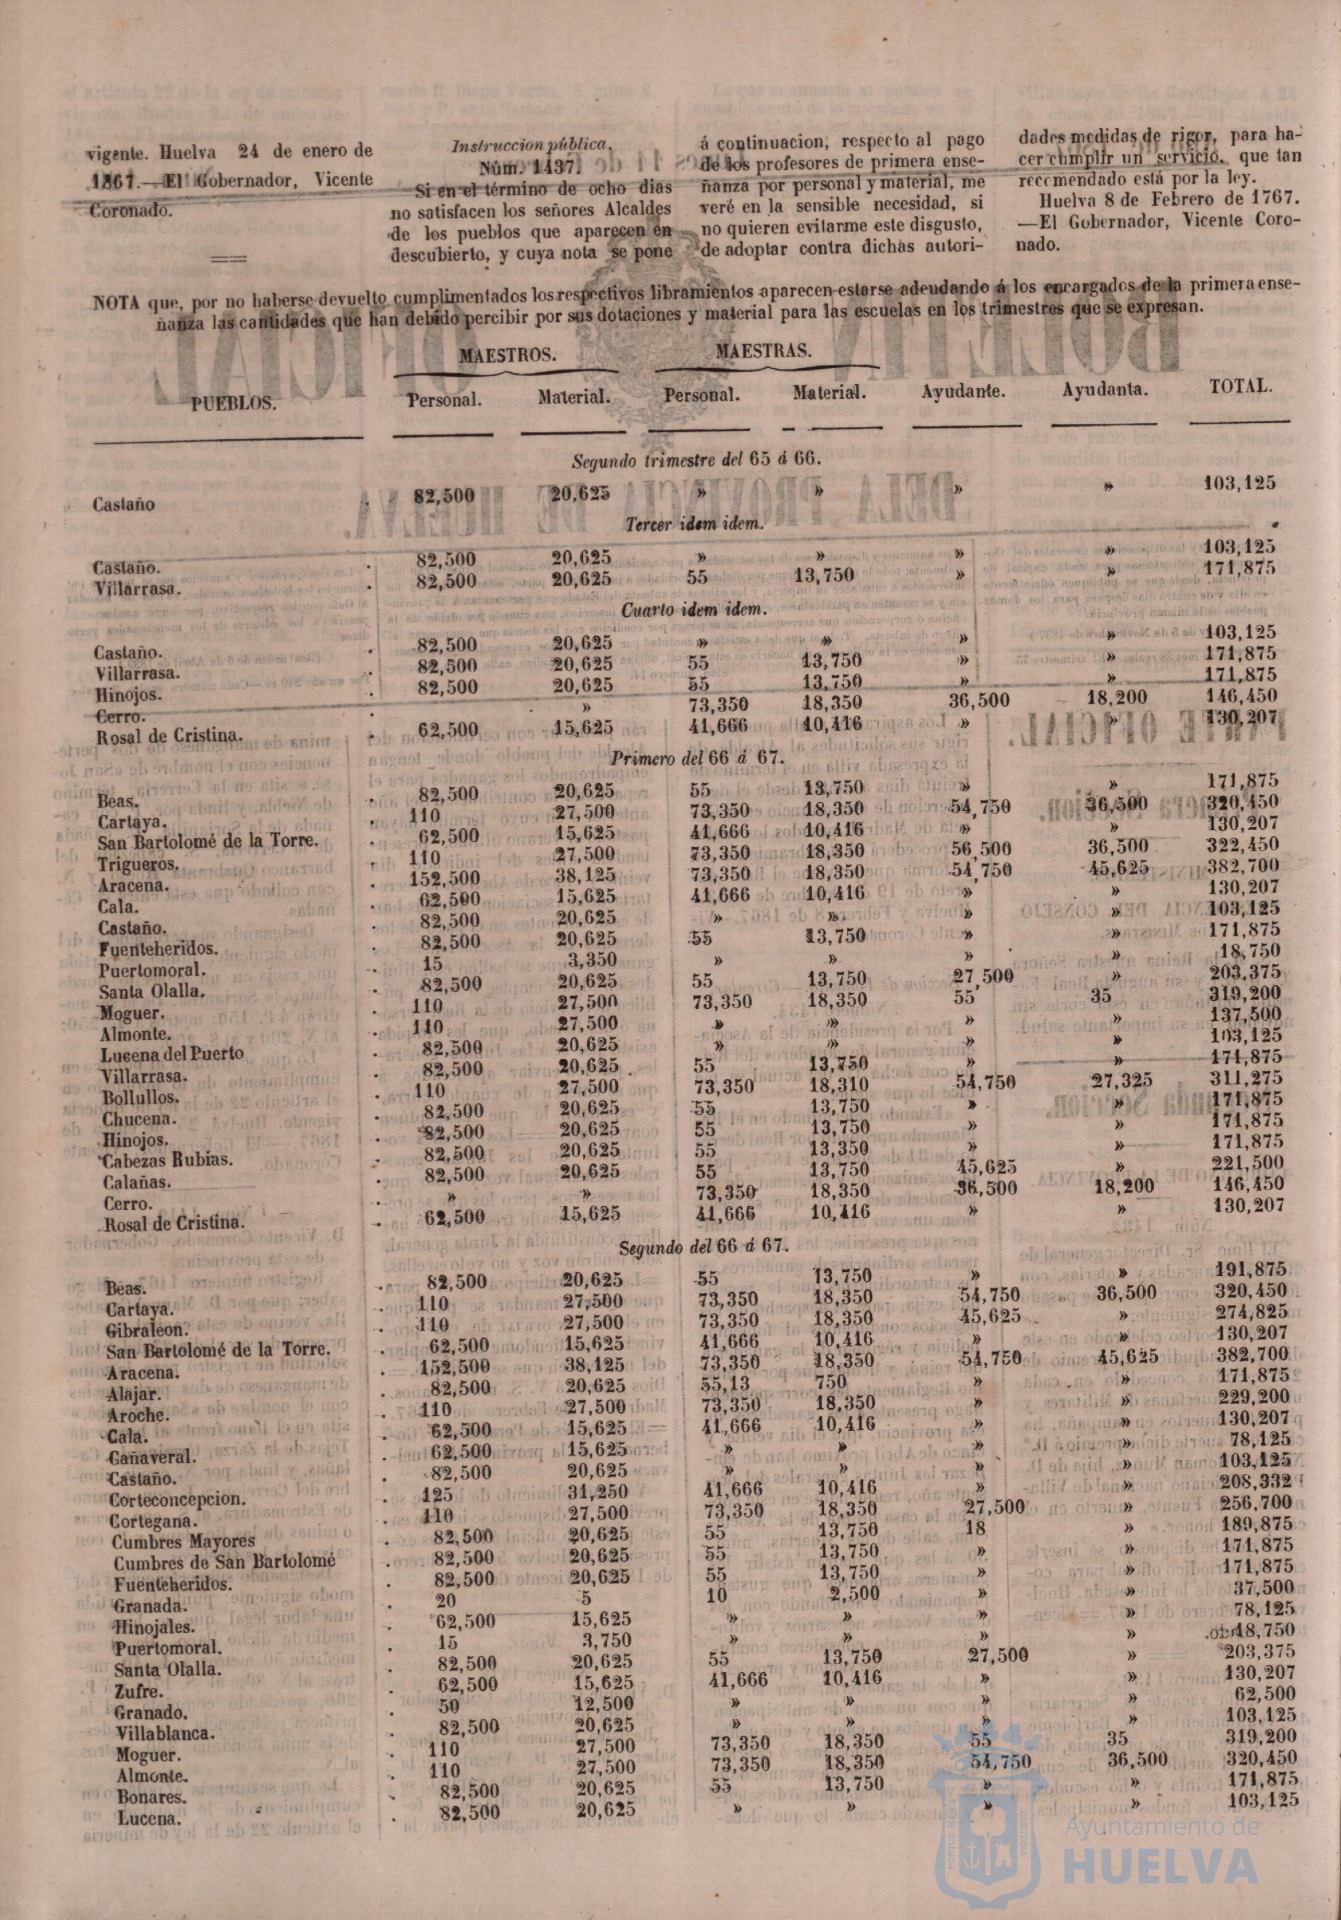 vigente. Huelva 24 de enero de
1867.—El Gobernador, Vicente
Coronado.
Instruccion pública.
Núm. 1437.
Si en el término de ocho dias
no satisfacen los señores Alcaldes
de los pueblos que aparecen en
descubierto, y cuya nota se pone
á continuacion, respecto al pago
de los profesores de primera ense-
ñanza por personal y material, me
veré en la sensible necesidad, si
no quieren evitarme este disgusto,
de adoptar contra dichas autori-
dades medidas de rigor, para ha-
cer cumplir un servicio, que tan
recomendado está por la ley.
Huelva 8 de Febrero de 1767.
—El Gobernador, Vicente Coro-
nado.
NOTA que, por no haberse devuelto cumplimentados los respectivos libramientos aparecen estarse adeudando á los encargados de la primera ense-
ñanza las cantidades que han debido percibir por sus dotaciones y material para las escuelas en los trimestres que se expresan.
MAESTROS. MAESTRAS.
PUEBLOS. Personal. Material. Personal. Material. Ayudante. Ayudanta. TOTAL.
Segundo trimestre del 65 á 66.
Castaño . 82,500 20,625 » » » » 103,125
Tercer idem idem.
Castaño. . 82,500 20,625 » » » » 103,125
Villarrasa. . 82,500 20,625 55 13,750 » » 171,875
Cuarto idem idem.
Castaño. . 82,500 20,625 » » » » 103,125
Villarrasa. . 82,500 20,625 55 13,750 » » 171,875
Hinojos. . 82,500 20,625 55 13,750 » » 171,875
Cerro. . » 73,350 18,350 36,500 18,200 146,450
Rosal de Cristina. . 62,500 15,625 41,666 10,416 » » 130,207
Primero del 66 á 67.
Beas. . 82,500 20,625 55 13,750 » » 171,875
Cartaya. . 110 27,500 73,350 18,350 54,750 36,500 320,450
San Bartolomé de la Torre. . 62,500 15,625 41,666 10,416 » » 130,207
Trigueros. . 110 27,500 73,350 18,350 56,500 36,500 322,450
Aracena. . 152,500 38,125 73,350 18,350 54,750 45,625 382,700
Cala. . 62,500 15,625 41,666 10,416 » » 130,207
Castaño. . 82,500 20,625 » » » » 103,125
Fuenteheridos. . 82,500 20,625 55 13,750 » » 171,875
Puertomoral. . 15 3,350 » » » » 18,750
Santa Olalla. . 82,500 20,625 55 13,750 27,500 » 203,375
Moguer. . 110 27,500 73,350 18,350 55 35 319,200
Almonte. . 110 27,500 » » » » 137,500
Lucena del Puerto . 82,500 20,625 » » » » 103,125
Villarrasa. . 82,500 20,625 55 13,750 » » 171,875
Bollullos. . 110 27,500 73,350 18,310 54,750 27,325 311,275
Chucena. . 82,500 20,625 55 13,750 » » 171,875
Hinojos. . 82,500 20,625 55 13,750 » » 171,875
Cabezas Rubias. . 82,500 20,625 55 13,350 » » 171,875
Calañas. . 82,500 20,625 55 13,750 45,625 » 221,500
Cerro. . » » 73,350 18,350 36,500 18,200 146,450
Rosal de Cristina. . 62,500 15,625 41,666 10,416 » » 130,207
Segundo del 66 á 67.
Beas. . 82,500 20,625 55 13,750 » » 191,875
Cartaya. . 110 27,500 73,350 18,350 54,750 36,500 320,450
Gibraleon. . 110 27,500 73,350 18,350 45,625 » 274,825
San Bartolomé de la Torre. . 62,500 15,625 41,666 10,416 » » 130,207
Aracena. . 152,500 38,125 73,350 18,350 54,750 45,625 382,700
Alajar. . 82,500 20,625 55,13 750 » » 171,875
Aroche. . 110 27,500 73,350 18,350 » » 229,200
Cala. . 62,500 15,625 41,666 10,416 » » 130,207
Cañaveral. . 62,500 15,625 » » » » 78,125
Castaño. . 82,500 20,625 » » » » 103,125
Corteconcepcion. . 125 31,250 41,666 10,416 » » 208,332
Cortegana. . 110 27,500 73,350 18,350 27,500 » 256,700
Cumbres Mayores . 82,500 20,625 55 13,750 18 » 189,875
Cumbres de San Bartolomé . 82,500 20,625 55 13,750 » » 171,875
Fuenteheridos. . 82,500 20,625 55 13,750 » » 171,875
Granada. . 20 5 10 2,500 » » 37,500
Hinojales. . 62,500 15,625 » » » » 78,125
Puertomoral. . 15 3,750 » » » » 18,750
Santa Olalla. . 82,500 20,625 55 13,750 27,500 » 203,375
Zufre. . 62,500 15,625 41,666 10,416 » » 130,207
Granado. . 50 12,500 » » » » 62,500
Villablanca. . 82,500 20,625 » » » » 103,125
Moguer. . 110 27,500 73,350 18,350 55 35 319,200
Almonte. . 110 27,500 73,350 18,350 54,750 36,500 320,450
Bonares. . 82,500 20,625 55 13,750 » » 171,875
Lucena. . 82,500 20,625 » » » » 103,125
Ayuntamiento de
HUELVA